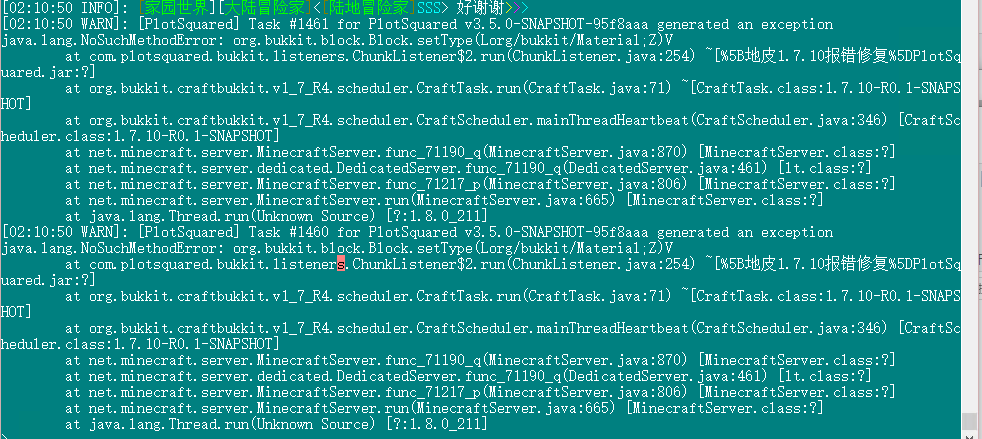 [02:10:50 INFO]: [家园世界][大陆冒险家]<[陆地冒险家]SSS> 好谢谢>>>
[02:10:50 WARN]: [PlotSquared] Task #1461 for PlotSquared v3.5.0-SNAPSHOT-95f8aaa generated an exception
java.lang.NoSuchMethodError: org.bukkit.block.Block.setType(Lorg/bukkit/Material;Z)V
at com.plotsquared.bukkit.listeners.ChunkListener$2.run(ChunkListener.java:254) ~[%5B地皮1.7.10报错修复%5DPlotSq
uared.jar:?]
at org.bukkit.craftbukkit.v1_7_R4.scheduler.CraftTask.run(CraftTask.java:71) ~[CraftTask.class:1.7.10-R0.1-SNAPS
HOT]
at org.bukkit.craftbukkit.v1_7_R4.scheduler.CraftScheduler.mainThreadHeartbeat(CraftScheduler.java:346) [CraftSc
heduler.class:1.7.10-R0.1-SNAPSHOT]
at net.minecraft.server.MinecraftServer.func_71190_q(MinecraftServer.java:870) [MinecraftServer.class:?]
at net.minecraft.server.dedicated.DedicatedServer.func_71190_q(DedicatedServer.java:461) [lt.class:?]
at net.minecraft.server.MinecraftServer.func_71217_p(MinecraftServer.java:806) [MinecraftServer.class:?]
at net.minecraft.server.MinecraftServer.run(MinecraftServer.java:665) [MinecraftServer.class:?]
at java.lang.Thread.run(Unknown Source) [?:1.8.0_211]
[02:10:50 WARN]: [PlotSquared] Task #1460 for PlotSquared v3.5.0-SNAPSHOT-95f8aaa generated an exception
java.lang.NoSuchMethodError: org.bukkit.block.Block.setType(Lorg/bukkit/Material;Z)V
at com.plotsquared.bukkit.listeners.ChunkListener$2.run(ChunkListener.java:254) ~[%5B地皮1.7.10报错修复%5DPlotSq
uared.jar:?]
at org.bukkit.craftbukkit.v1_7_R4.scheduler.CraftTask.run(CraftTask.java:71) ~[CraftTask.class:1.7.10-R0.1-SNAPS
HOT]
at org.bukkit.craftbukkit.v1_7_R4.scheduler.CraftScheduler.mainThreadHeartbeat(CraftScheduler.java:346) [CraftSc
heduler.class:1.7.10-R0.1-SNAPSHOT]
at net.minecraft.server.MinecraftServer.func_71190_q(MinecraftServer.java:870) [MinecraftServer.class:?]
at net.minecraft.server.dedicated.DedicatedServer.func_71190_q(DedicatedServer.java:461) [lt.class:?]
at net.minecraft.server.MinecraftServer.func_71217_p(MinecraftServer.java:806) [MinecraftServer.class:?]
at net.minecraft.server.MinecraftServer.run(MinecraftServer.java:665) [MinecraftServer.class:?]
at java.lang.Thread.run(Unknown Source) [?:1.8.0_211]